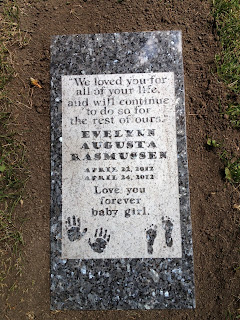 "We loved you for
all of your life,
and will continue
to do so for
the rest of ours."
EVELYNN
AUGUSTA
RASMUSSEN
APRIL 22, 2012
APRIL 24, 2012
Love you
forever
baby girl.